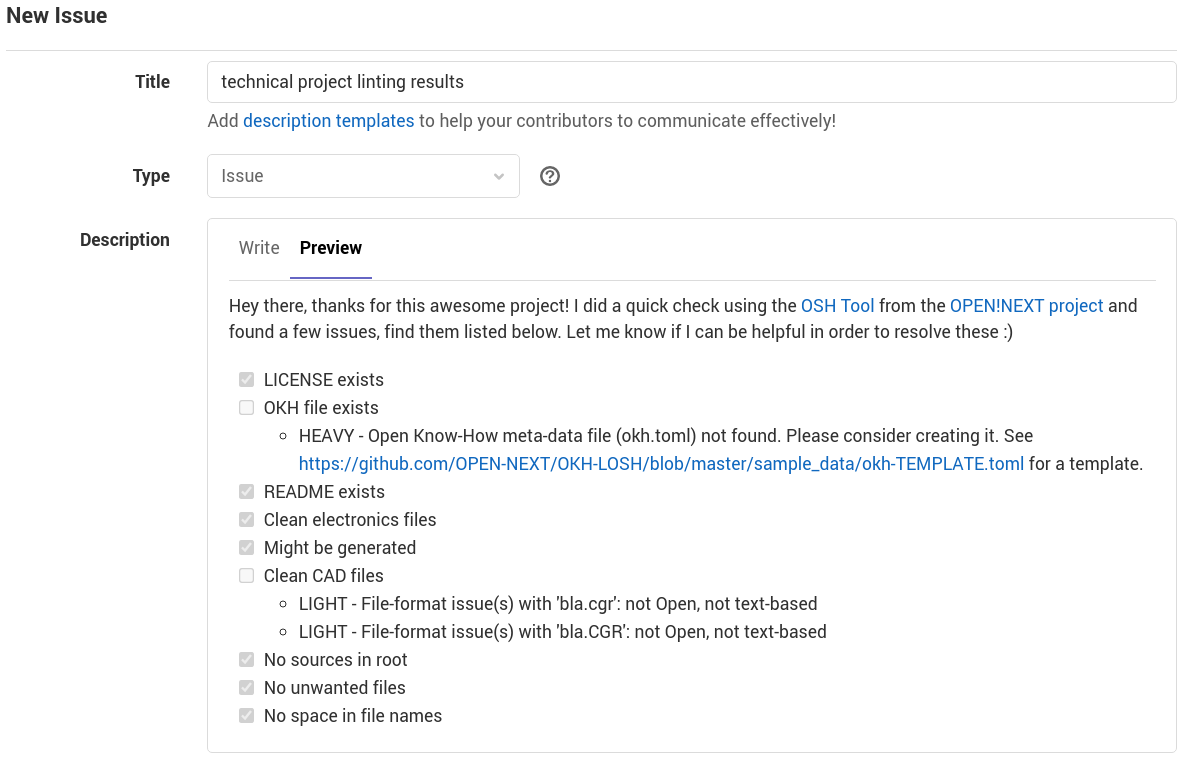 New Issue
Title
technical project linting results
Add description templates to help your contributors to communicate effectively!
Type
Issue
Description
Write Preview
Hey there, thanks for this awesome project! I did a quick check using the OSH Tool from the OPEN!NEXT project and
found a few issues, find them listed below. Let me know if I can be helpful in order to resolve these :)
LICENSE exists
OKH file exists
HEAVY - Open Know-How meta-data file (okh.toml) not found. Please consider creating it. See
https://github.com/OPEN-NEXT/OKH-LOSH/blob/master/sample_data/okh-TEMPLATE.toml for a template.
README exists
Clean electronics files
Might be generated
Clean CAD files
LIGHT - File-format issue(s) with 'bla.cgr': not Open, not text-based
LIGHT - File-format issue(s) with 'bla.CGR': not Open, not text-based
No sources in root
No unwanted files
No space in file names